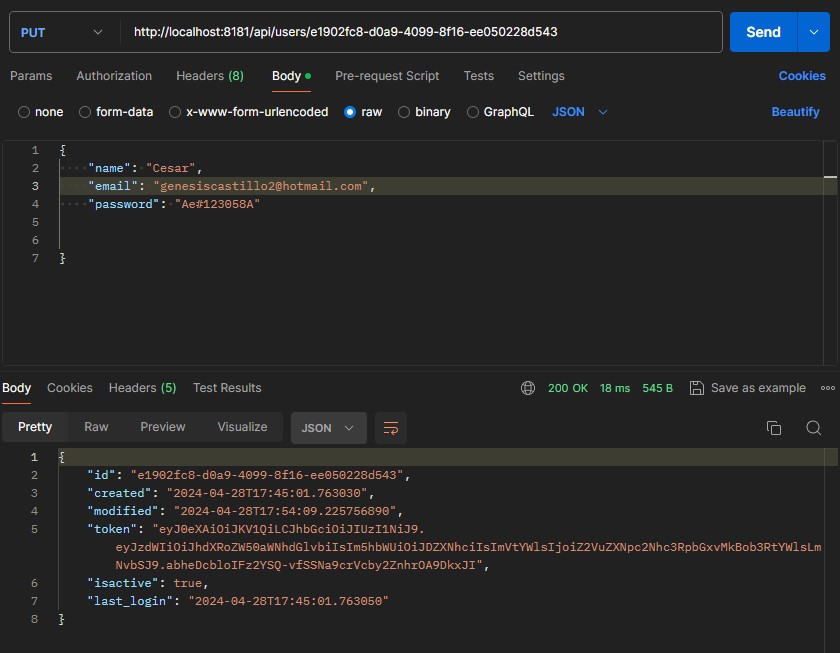 PUT
http://localhost:8181/api/users/e1902fc8-d0a9-4099-8f16-ee050228d543
Send
Params Authorization Headers (8) Body Pre-request Script Tests Settings Cookies
none form-data x-www-form-urlencoded raw binary GraphQL JSON Beautify
1 {
2 "name": "Cesar",
3 "email": "genesiscastillo2@hotmail.com",
4 "password": "Ae#123058A"
5
6
7 }
Body Cookies Headers (5) Test Results 200 OK 18 ms 545 B Save as example
Pretty Raw Preview Visualize JSON
1 {
2 "id": "e1902fc8-d0a9-4099-8f16-ee050228d543",
3 "created": "2024-04-28T17:45:01.763030",
4 "modified": "2024-04-28T17:54:09.225756890",
5 "token": "eyJ0eXAiOiJKV1QiLCJhbGciOiJIUzI1NiJ9.
eyJzdWIiOiJhdXRoZW50aWNhdGlvbiIsIm5hbWUiOiJDZXNhciIsImVtYWlsIjoiZ2VuZXNpc2Nhc3RpbGxvMkBob3RtYWlsLm
NvbSJ9.abheDcbloIFz2YSQ-vfSSNa9crVcby2ZnhrOA9DkxJI",
6 "isactive": true,
7 "last_login": "2024-04-28T17:45:01.763050"
8 }